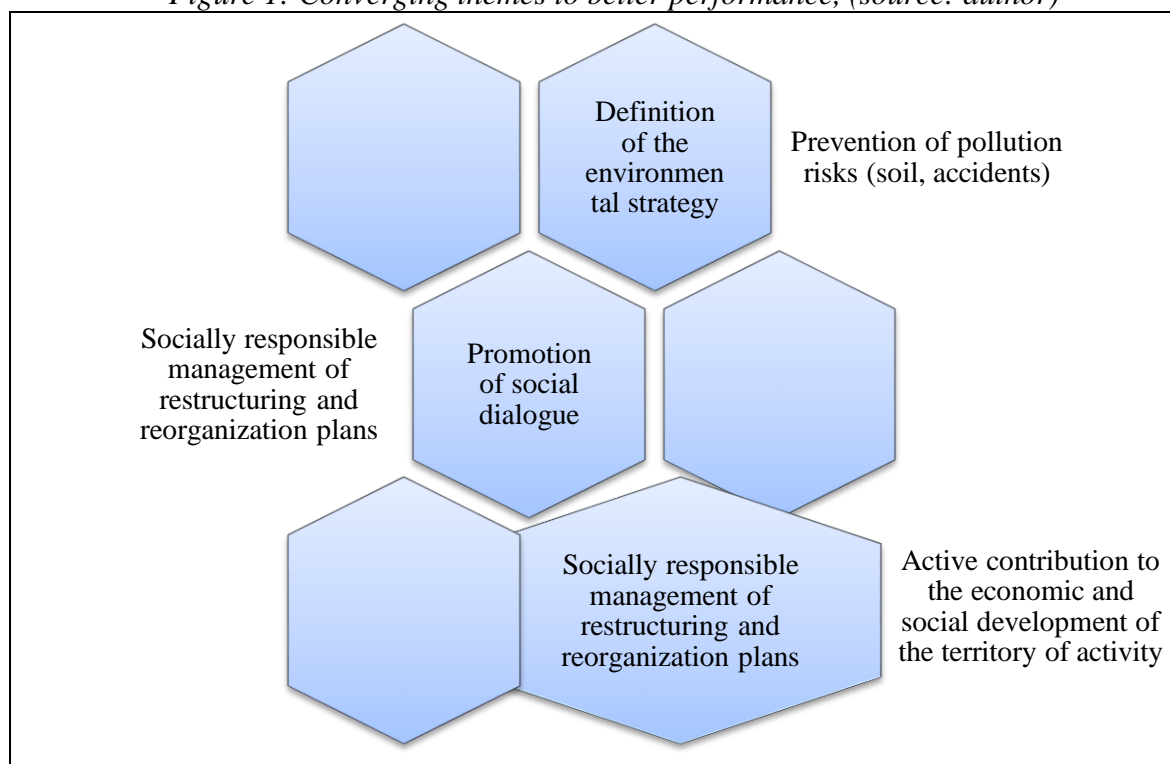 Figure 1: Converging themes to better performance, (source: author)
Definition
of the
environmen
tal strategy
Prevention of pollution
risks (soil, accidents)
Socially responsible
management of
restructuring and
reorganization plans
Promotion
of social
dialogue
Socially responsible
management of
restructuring and
reorganization plans
Active contribution to
the economic and
social development of
the territory of activity